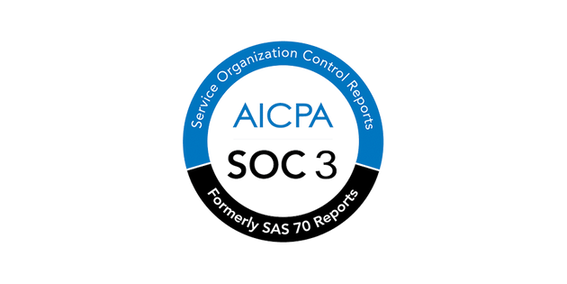 Service Organization Control Reports
AICPA
SOC 3
Formerly SAS 70 Reports